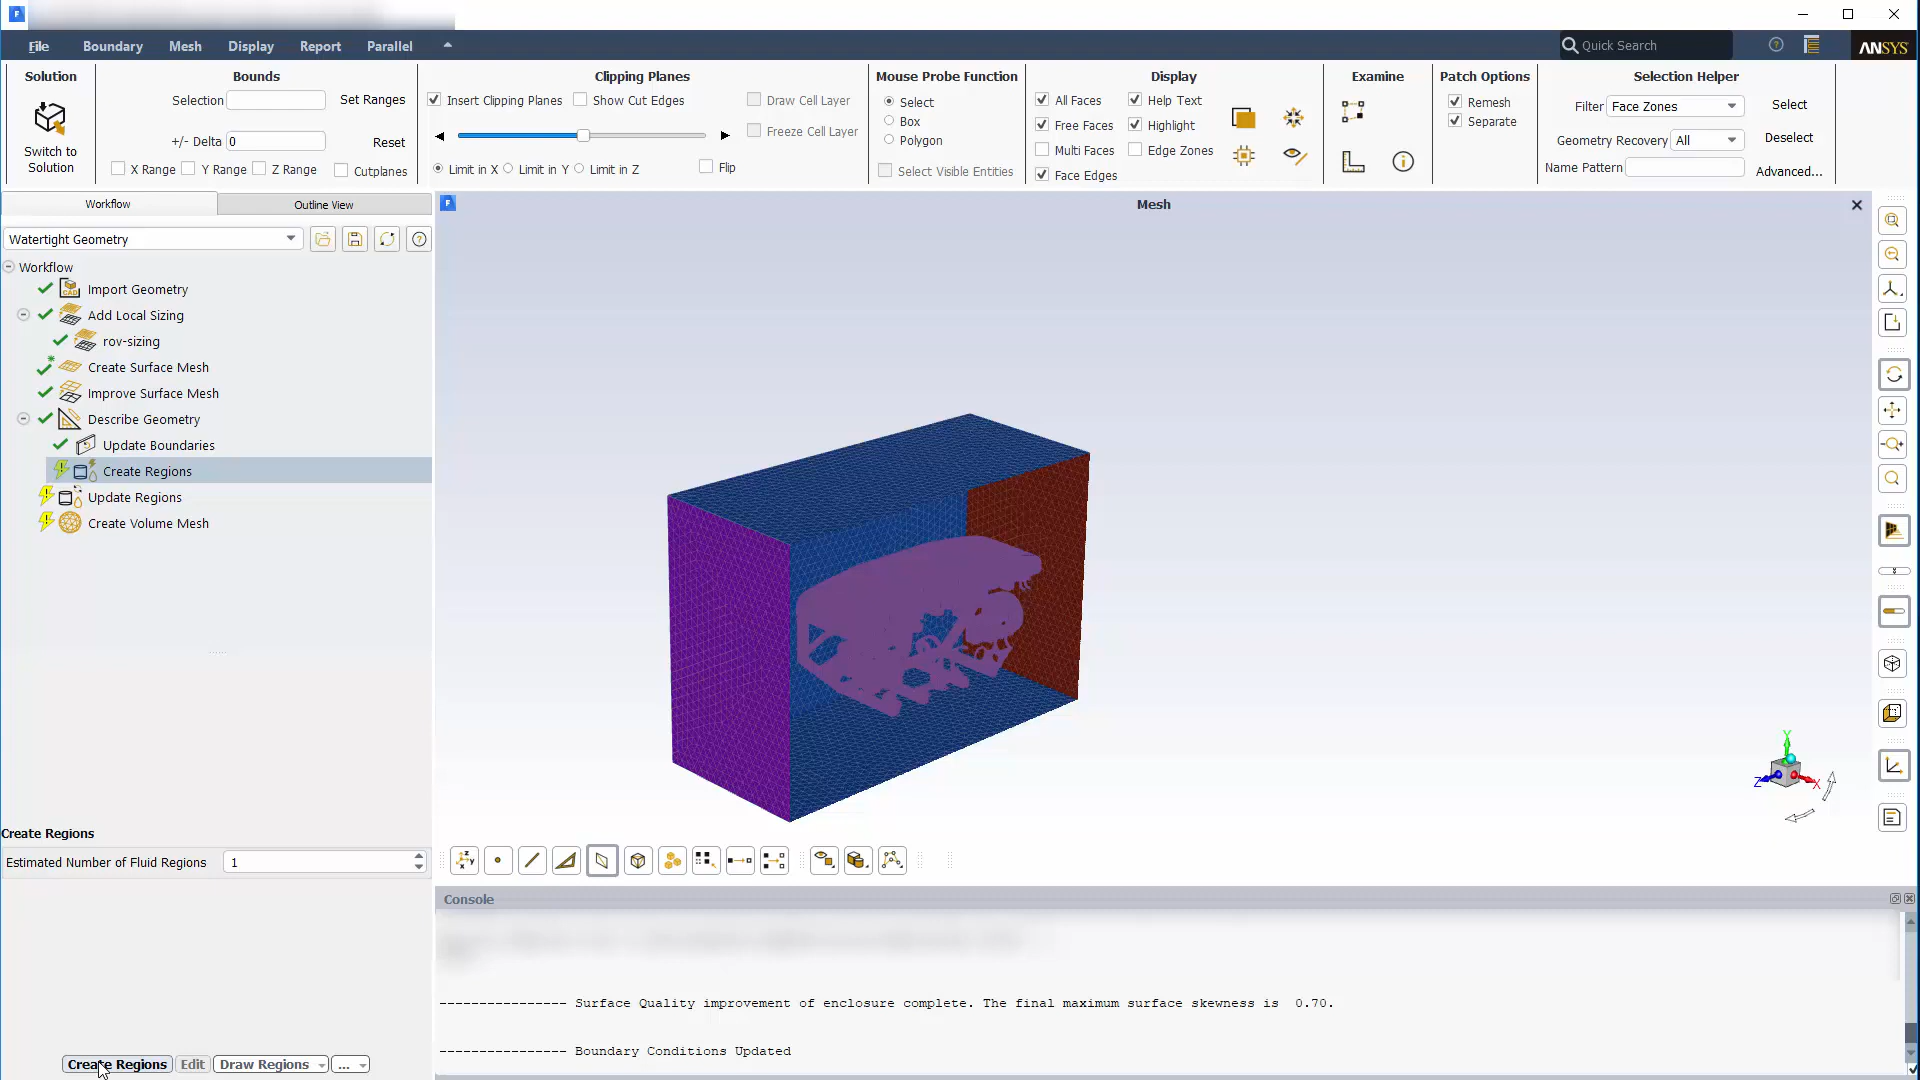 File Boundary Mesh Display Report Parallel Quick Search ANSYS
Solution Bounds Clipping Planes Mouse Probe Function Display Examine Patch Options Selection Helper
Selection Set Ranges Insert Clipping Planes Show Cut Edges Draw Cell Layer Select All Faces Help Text Remesh Filter Face Zones Select
Box Free Faces Highlight Separate
+/- Delta 0 Reset Freeze Cell Layer Polygon Multi Faces Edge Zones Geometry Recovery All Deselect
Switch to Solution X Range Y Range Z Range Cutplanes Limit in X Limit in Y Limit in Z Flip Select Visible Entities Face Edges Name Pattern Advanced...
Workflow Outline View Mesh
Watertight Geometry
Workflow
Import Geometry
Add Local Sizing
rov-sizing
Create Surface Mesh
Improve Surface Mesh
Describe Geometry
Update Boundaries
Create Regions
Update Regions
Create Volume Mesh
Y
Z X
Create Regions
Estimated Number of Fluid Regions 1
Console
---------------- Surface Quality improvement of enclosure complete. The final maximum surface skewness is 0.70.
---------------- Boundary Conditions Updated
Create Regions Edit Draw Regions ...